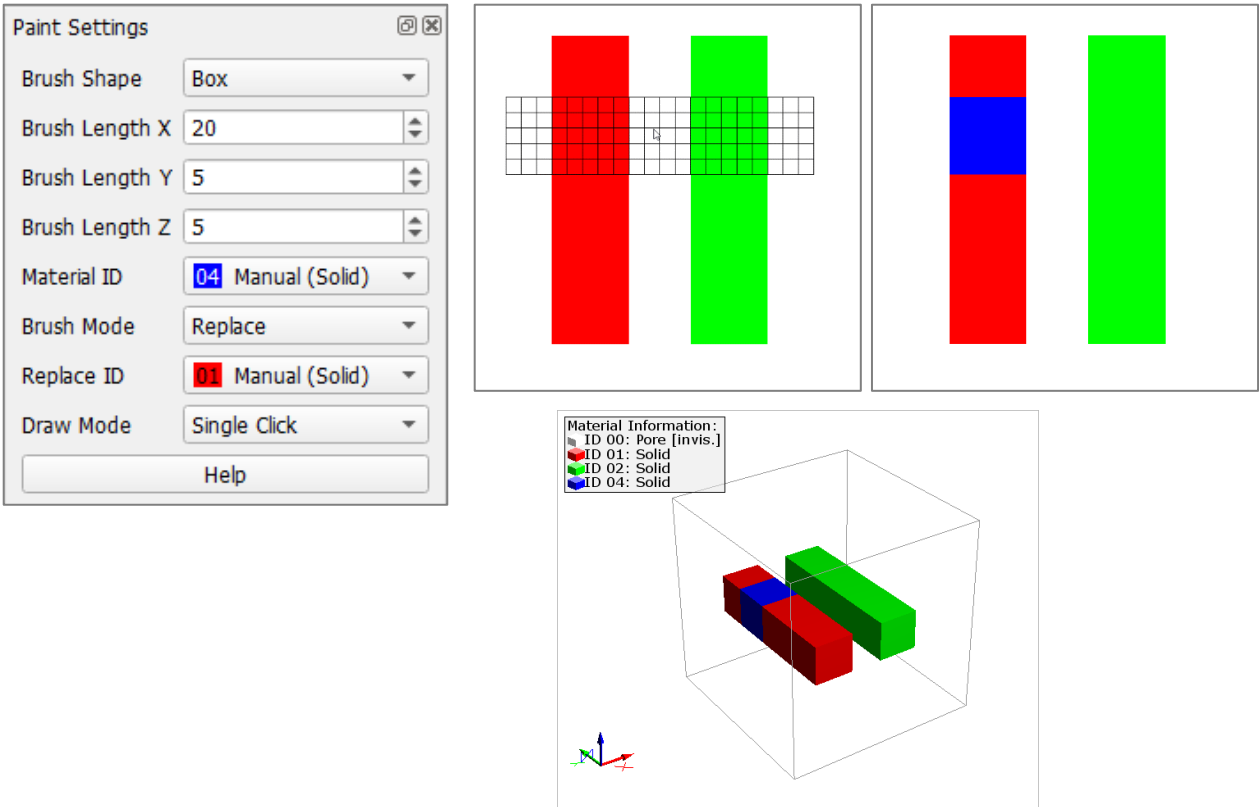 Paint Settings
Brush Shape Box
Brush Length X 20
Brush Length Y 5
Brush Length Z 5
Material ID 04 Manual (Solid)
Brush Mode Replace
Replace ID 01 Manual (Solid)
Draw Mode Single Click
Help
Material Information:
ID 00: Pore [invis.]
ID 01: Solid
ID 02: Solid
ID 04: Solid